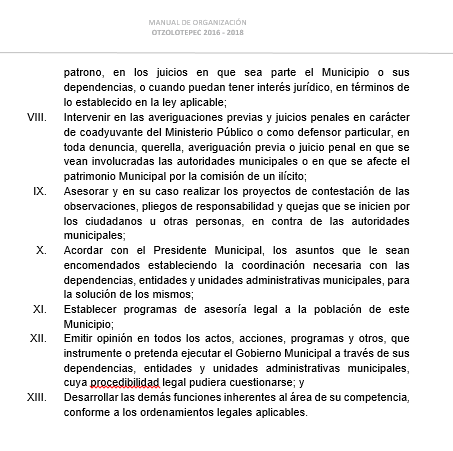 MANUAL DE ORGANIZACIÓN
OTZOLOTEPEC 2016 - 2018
patrono, en los juicios en que sea parte el Municipio o sus
dependencias, o cuando puedan tener interés jurídico, en términos de
lo establecido en la ley aplicable;
VIII. Intervenir en las averiguaciones previas y juicios penales en carácter
de coadyuvante del Ministerio Público o como defensor particular, en
toda denuncia, querella, averiguación previa o juicio penal en que se
vean involucradas las autoridades municipales o en que se afecte el
patrimonio Municipal por la comisión de un ilícito;
IX. Asesorar y en su caso realizar los proyectos de contestación de las
observaciones, pliegos de responsabilidad y quejas que se inicien por
los ciudadanos u otras personas, en contra de las autoridades
municipales;
X. Acordar con el Presidente Municipal, los asuntos que le sean
encomendados estableciendo la coordinación necesaria con las
dependencias, entidades y unidades administrativas municipales, para
la solución de los mismos;
XI. Establecer programas de asesoría legal a la población de este
Municipio;
XII. Emitir opinión en todos los actos, acciones, programas y otros, que
instrumente o pretenda ejecutar el Gobierno Municipal a través de sus
dependencias, entidades y unidades administrativas municipales,
cuya procedibilidad legal pudiera cuestionarse; y
XIII. Desarrollar las demás funciones inherentes al área de su competencia,
conforme a los ordenamientos legales aplicables.